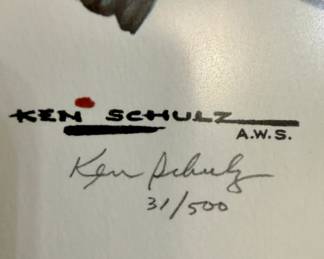 KEN SCHULZ
A.W.S.
Ken Schulz
31/500